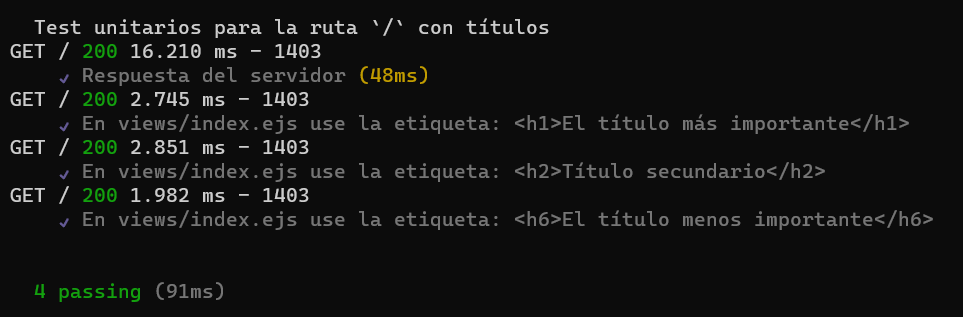 Test unitarios para la ruta `/` con títulos
GET / 200 16.210 ms - 1403
✓ Respuesta del servidor (48ms)
GET / 200 2.745 ms - 1403
✓ En views/index.ejs use la etiqueta: <h1>El título más importante</h1>
GET / 200 2.851 ms - 1403
✓ En views/index.ejs use la etiqueta: <h2>Título secundario</h2>
GET / 200 1.982 ms - 1403
✓ En views/index.ejs use la etiqueta: <h6>El título menos importante</h6>
4 passing (91ms)